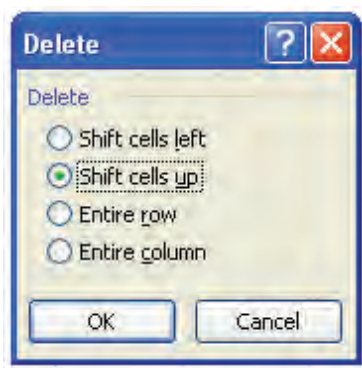 Delete
Delete
Shift cells left
Shift cells up
Entire row
Entire column
OK Cancel